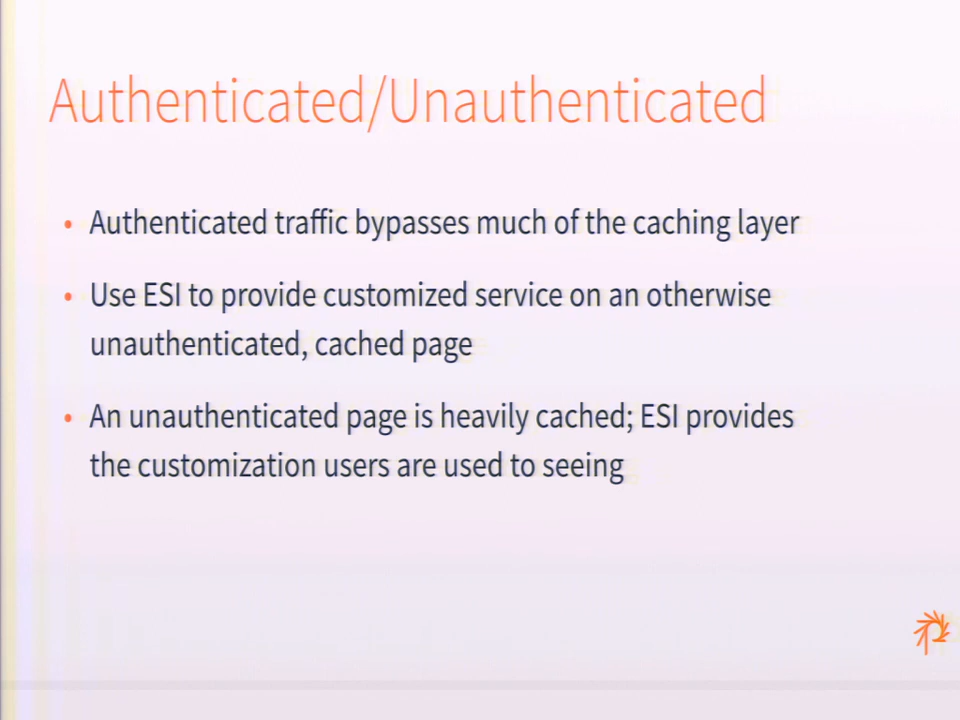 Authenticated/Unauthenticated
• Authenticated traffic bypasses much of the caching layer
• Use ESI to provide customized service on an otherwise
unauthenticated, cached page
• An unauthenticated page is heavily cached; ESI provides
the customization users are used to seeing